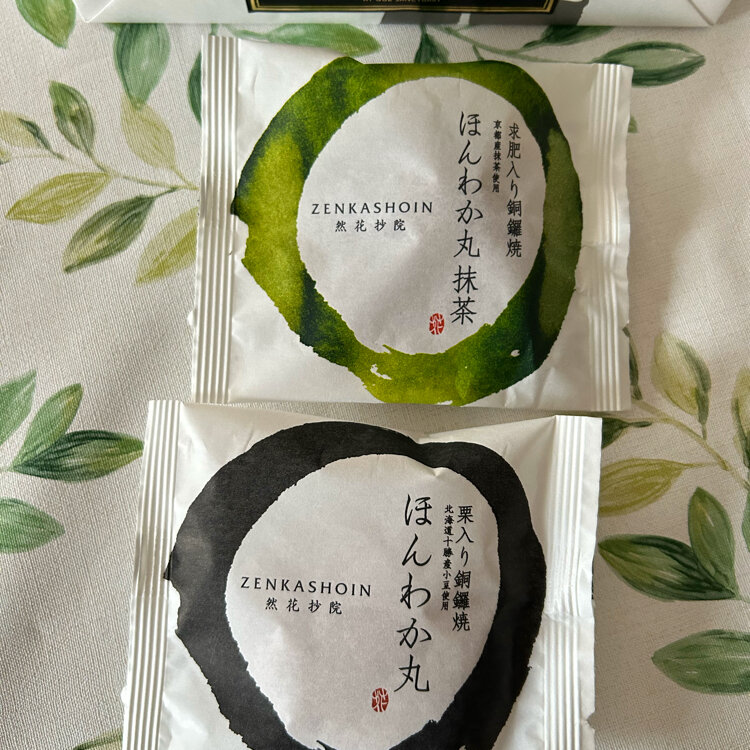 ZENKASHOIN
然花抄院
求肥入り銅鑼焼
京都産抹茶使用
ほんわか丸抹茶
ZENKASHOIN
然花抄院
栗入り銅鑼焼
北海道十勝産小豆使用
ほんわか丸